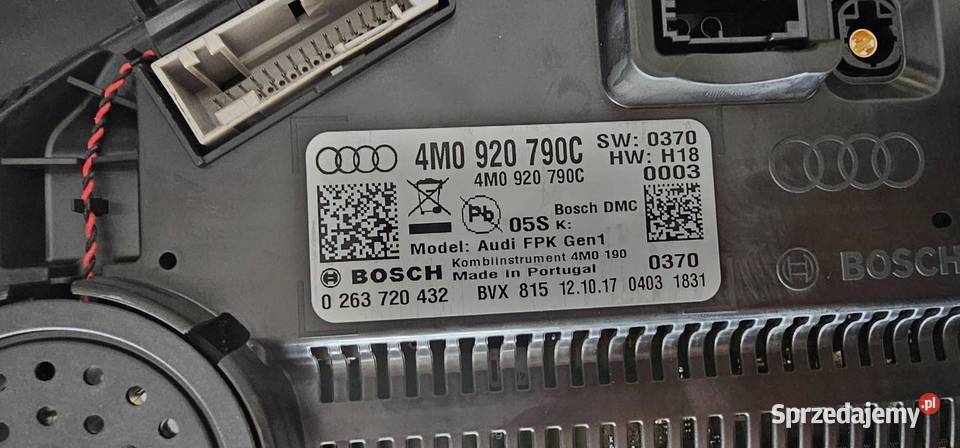 4M0 920 790C
SW: 0370
HW: H18
4M0 920 790C
0003
Pb
05S
Bosch DMC
K:
Model: Audi FPK Gen1
Kombiinstrument 4M0 190
BOSCH
Made in Portugal
0370
0 263 720 432 BVX 815 12.10.17 0403 1831
BOSCH
Sprzedajemy.pl